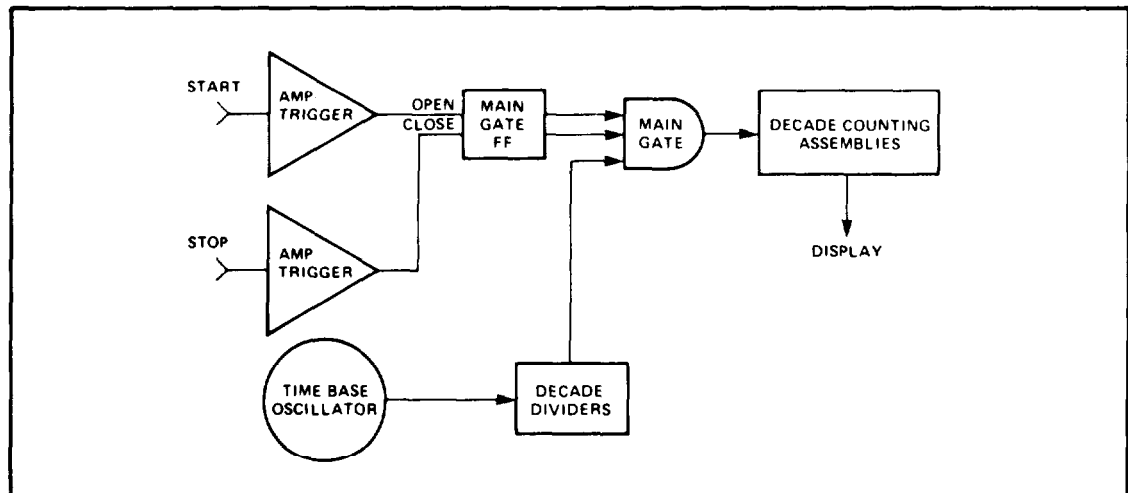 START
AMP
TRIGGER
OPEN
CLOSE
MAIN
GATE
FF
MAIN
GATE
DECADE COUNTING
ASSEMBLIES
STOP
AMP
TRIGGER
DISPLAY
TIME BASE
OSCILLATOR
DECADE
DIVIDERS